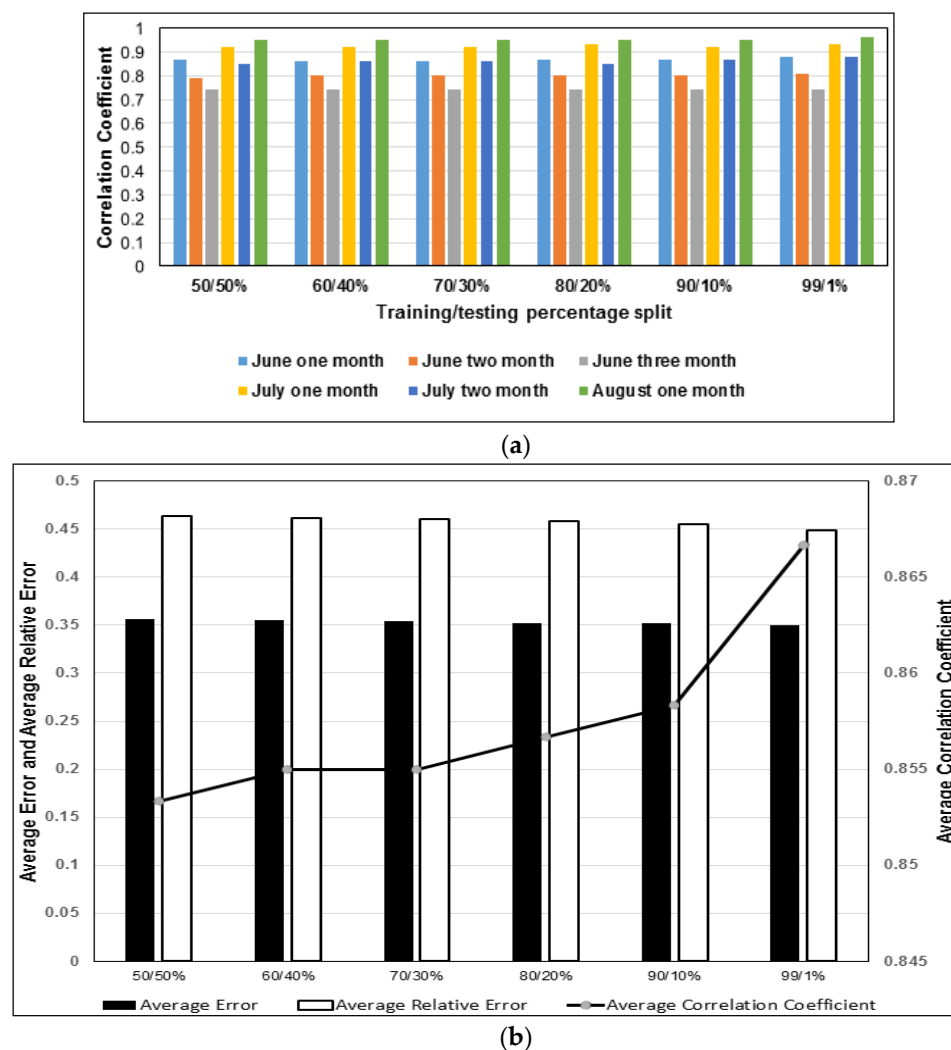 1
0.9
0.8
0.7
0.6
0.5
0.4
0.3
0.2
0.1
0
Correlation Coefficient
50/50% 60/40% 70/30% 80/20% 90/10% 99/1%
Training/testing percentage split
June one month June two month June three month
July one month July two month August one month
(a)
0.5
0.45
0.4
0.35
0.3
0.25
0.2
0.15
0.1
0.05
0
Average Error and Average Relative Error
0.87
0.865
0.86
0.855
0.85
0.845
Average Correlation Coefficient
50/50% 60/40% 70/30% 80/20% 90/10% 99/1%
Average Error Average Relative Error Average Correlation Coefficient
(b)